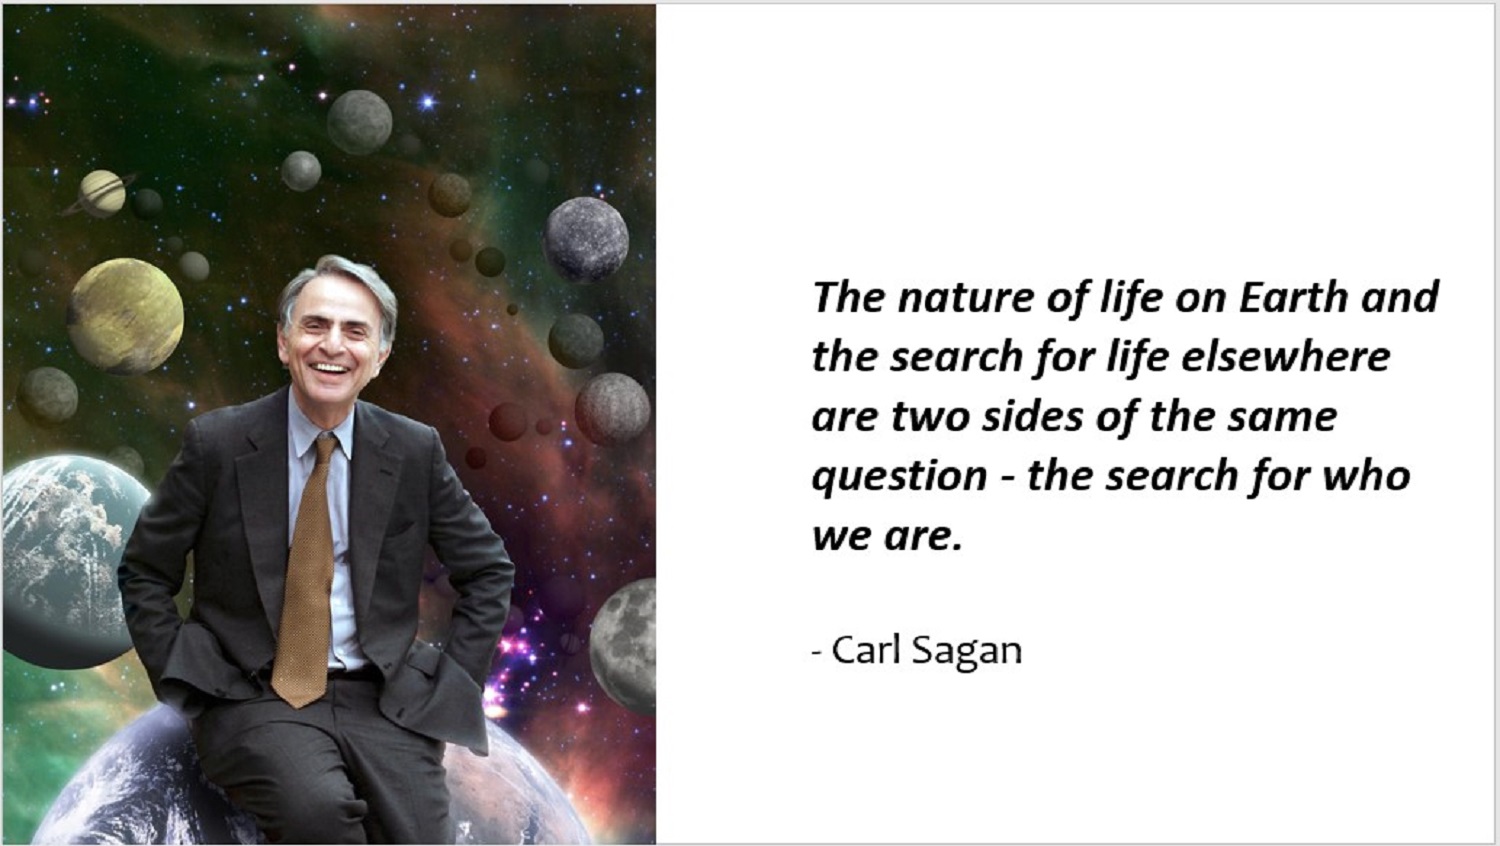 The nature of life on Earth and
the search for life elsewhere
are two sides of the same
question - the search for who
we are.
- Carl Sagan